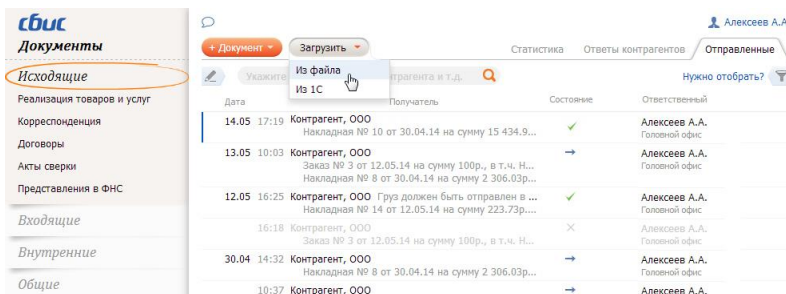 сбис
Документы
Исходящие
Реализация товаров и услуг
Корреспонденция
Договоры
Акты сверки
Представления в ФНС
Входящие
Внутренние
Общие
Алексеев А.А
+ Документ Загрузить Статистика Ответы контрагентов Отправленные
Из файла
Из 1С
Укажите контрагента и т.д. Нужно отобрать?
Дата Получатель Состояние Ответственный
14.05 17:19 Контрагент, ООО Алексеев А.А.
Накладная № 10 от 30.04.14 на сумму 15 434.9... Головной офис
13.05 10:03 Контрагент, ООО Алексеев А.А.
Заказ № 3 от 12.05.14 на сумму 100р., в т.ч. Н... Головной офис
Накладная № 8 от 30.04.14 на сумму 2 306.03р...
12.05 16:25 Контрагент, ООО Груз должен быть отправлен в ... Алексеев А.А.
Накладная № 14 от 12.05.14 на сумму 223.73р.... Головной офис
16:18 Контрагент, ООО Алексеев А.А.
Заказ № 3 от 12.05.14 на сумму 100р., в т.ч. Н... Головной офис
30.04 14:32 Контрагент, ООО Алексеев А.А.
Накладная № 8 от 30.04.14 на сумму 2 306.03р... Головной офис
10:37 Контрагент, ООО Алексеев А.А.